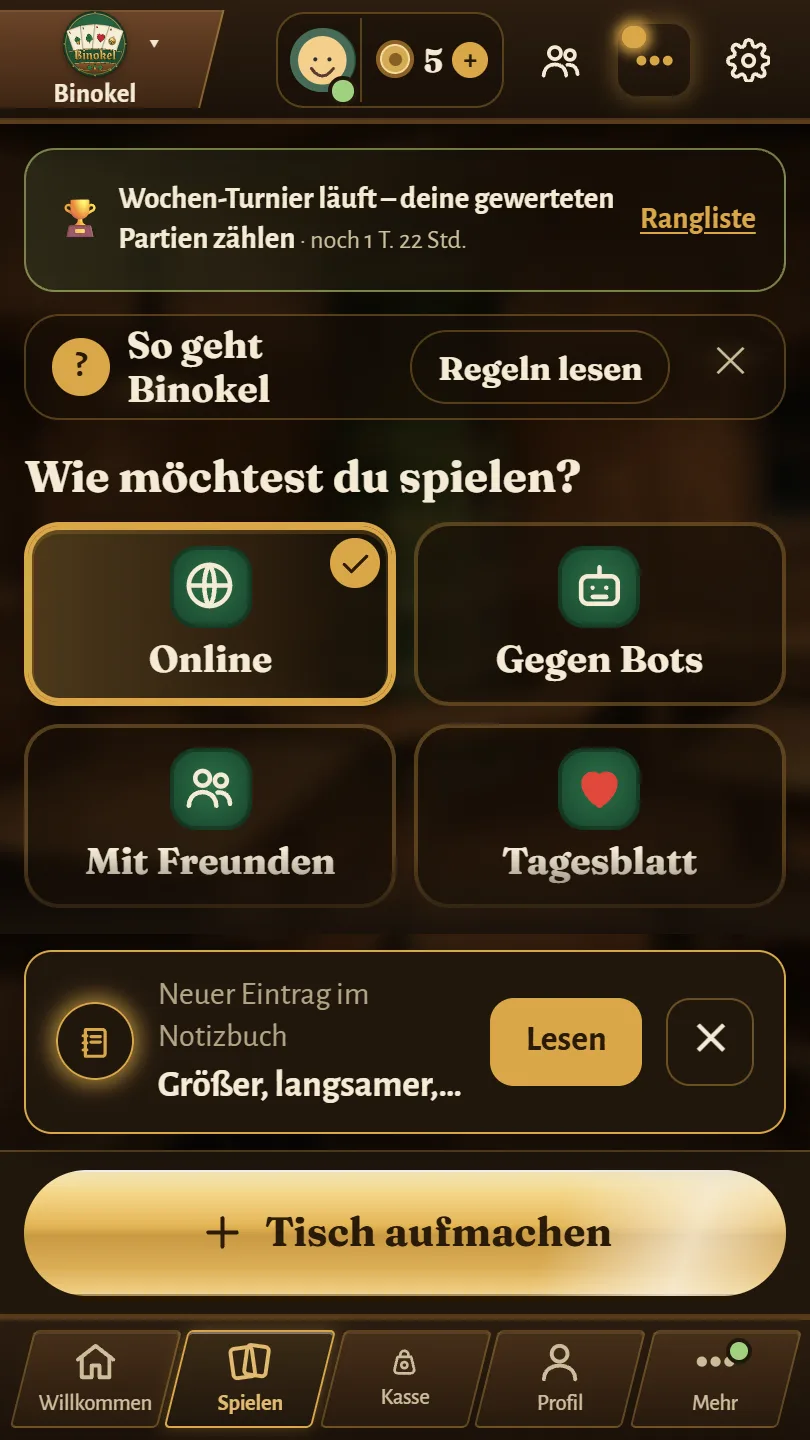 Binokel
Binokel
5
+
Wochen-Turnier läuft – deine gewerteten
Partien zählen · noch 1 T. 22 Std.
Rangliste
?
So geht
Binokel
Regeln lesen
Wie möchtest du spielen?
Online
Gegen Bots
Mit Freunden
Tagesblatt
Neuer Eintrag im
Notizbuch
Größer, langsamer,...
Lesen
+ Tisch aufmachen
Willkommen
Spielen
Kasse
Profil
Mehr